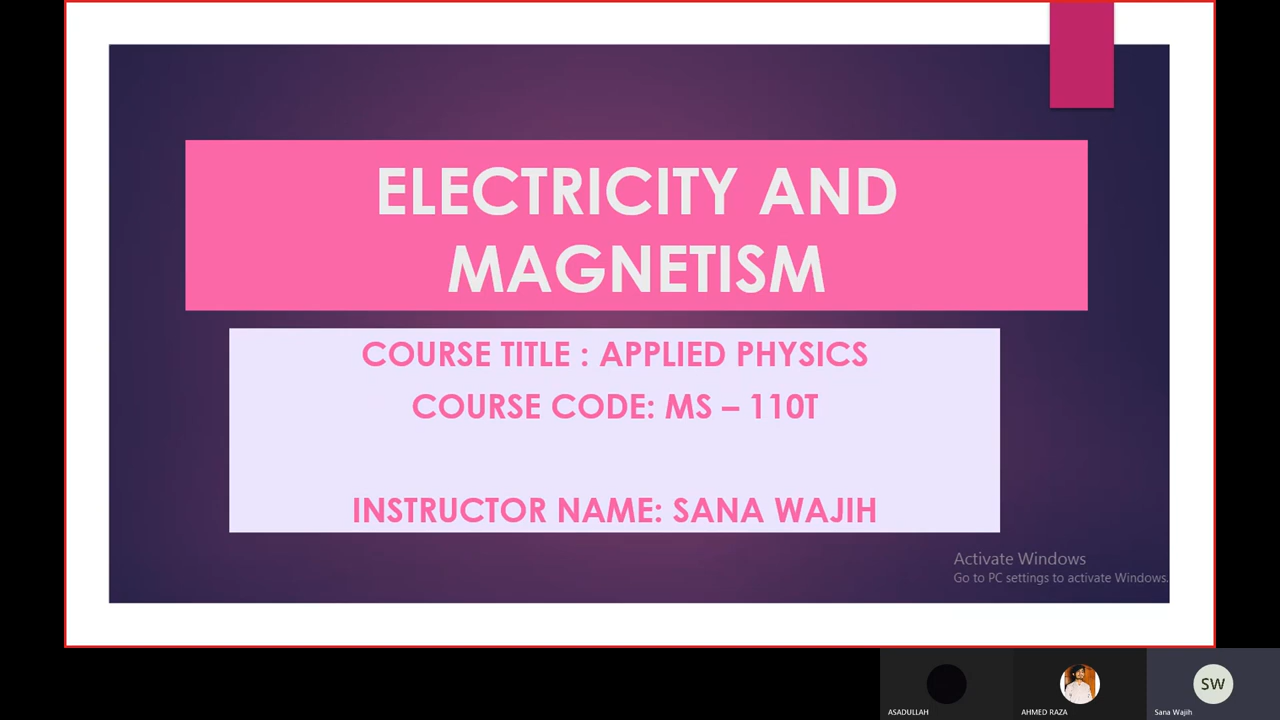 ELECTRICITY AND
MAGNETISM
COURSE TITLE : APPLIED PHYSICS
COURSE CODE: MS – 110T
INSTRUCTOR NAME: SANA WAJIH
Activate Windows
Go to PC settings to activate Windows.
SW
ASADULLAH
AHMED RAZA
Sana Wajih